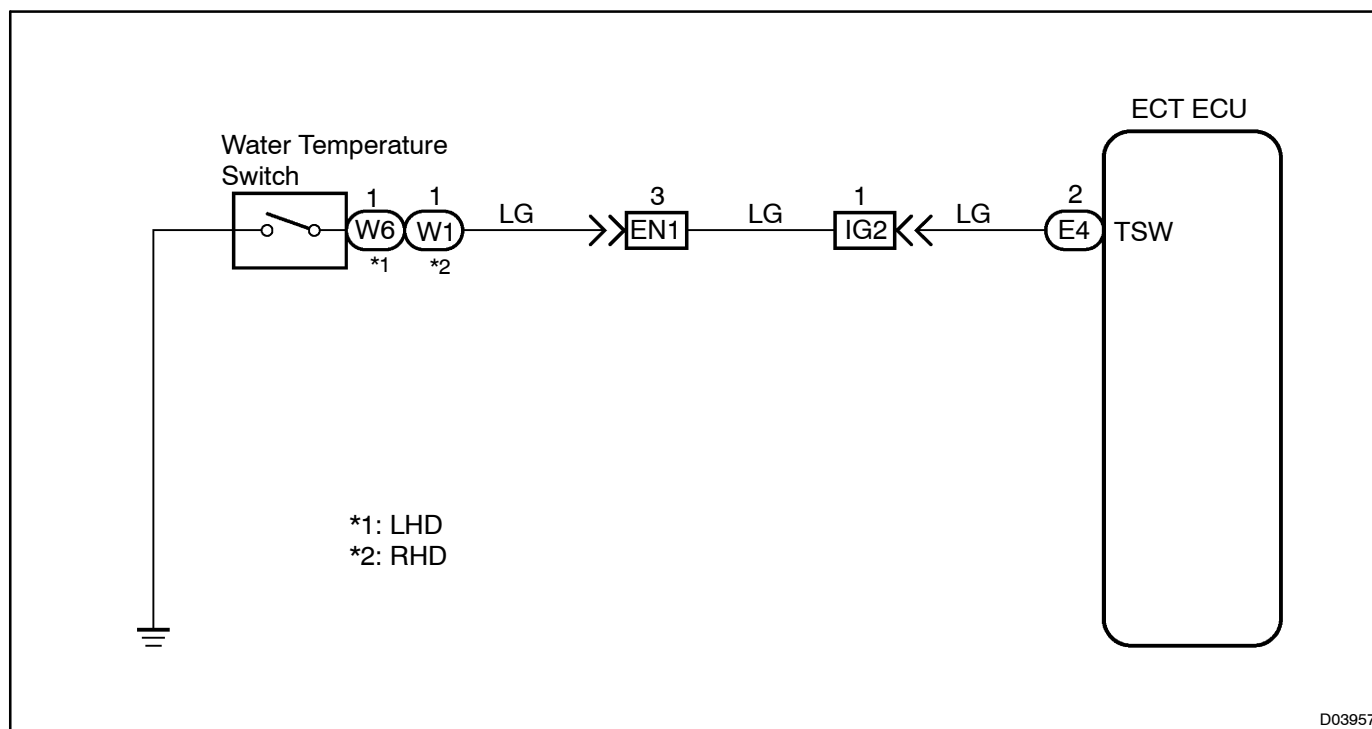 ECT ECU
Water Temperature
Switch
1 1 3 1 2
W6 W1 LG EN1 LG IG2 LG E4 TSW
*1 *2
*1: LHD
*2: RHD
D03957